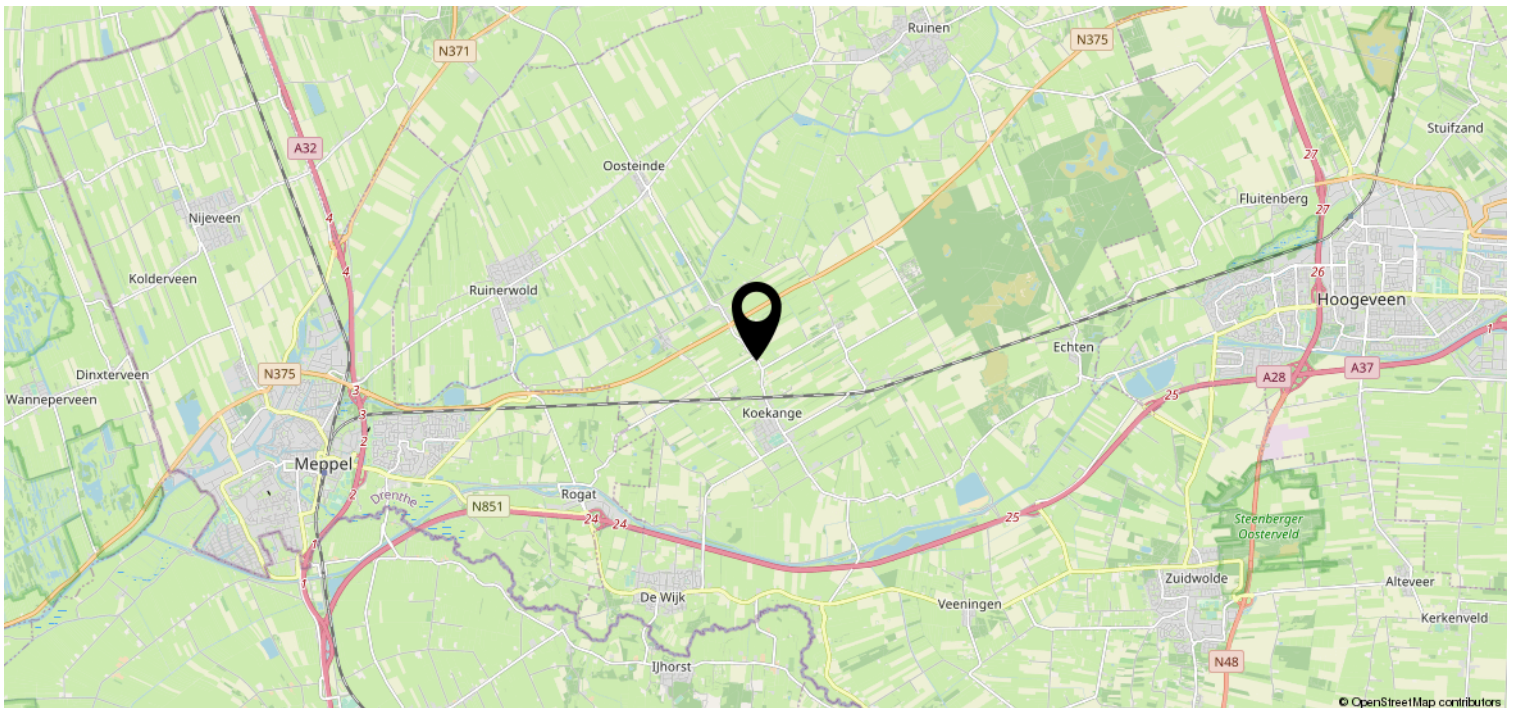 Ruinen
N375
N371
Stuifzand
A32
27
Oosteinde
Fluitenberg
27
4
Nijeveen
4
Kolderveen
26
Ruinerwold
Hoogeveen
1
Echten
Dinxterveen
N375
A28
A37
Wanneperveen
3
25
3
Koekange
2
Meppel
2
Drenthe
Rogat
N851
24
24
25
Steenberger
Oosterveld
1
1
De Wijk
Zuidwolde
Alteveer
Veeningen
Kerkenveld
IJhorst
N48
© OpenStreetMap contributors